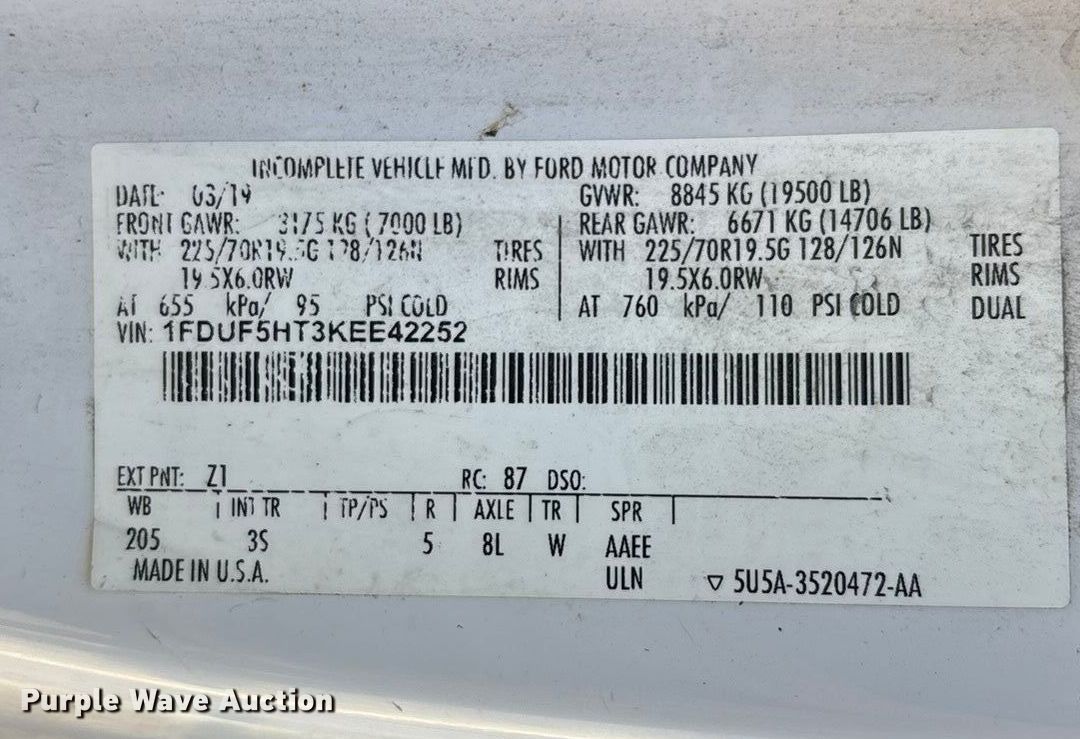 INCOMPLETE VEHICLE MFD. BY FORD MOTOR COMPANY
DATE: 03/19 GVWR: 8845 KG (19500 LB)
FRONT GAWR: 3175 KG (7000 LB) REAR GAWR: 6671 KG (14706 LB)
WITH 225/70R19.5G 128/126N TIRES WITH 225/70R19.5G 128/126N TIRES
19.5X6.0RW RIMS 19.5X6.0RW RIMS
AT 655 kPa/ 95 PSI COLD AT 760 kPa/ 110 PSI COLD DUAL
VIN: 1FDUF5HT3KEE42252
EXT PNT: Z1 RC: 87 DSO:
WB INT TR TP/PS R AXLE TR SPR
205 3S 5 8L W AAEE
MADE IN U.S.A. ULN ▽ 5U5A-3520472-AA
Purple Wave Auction